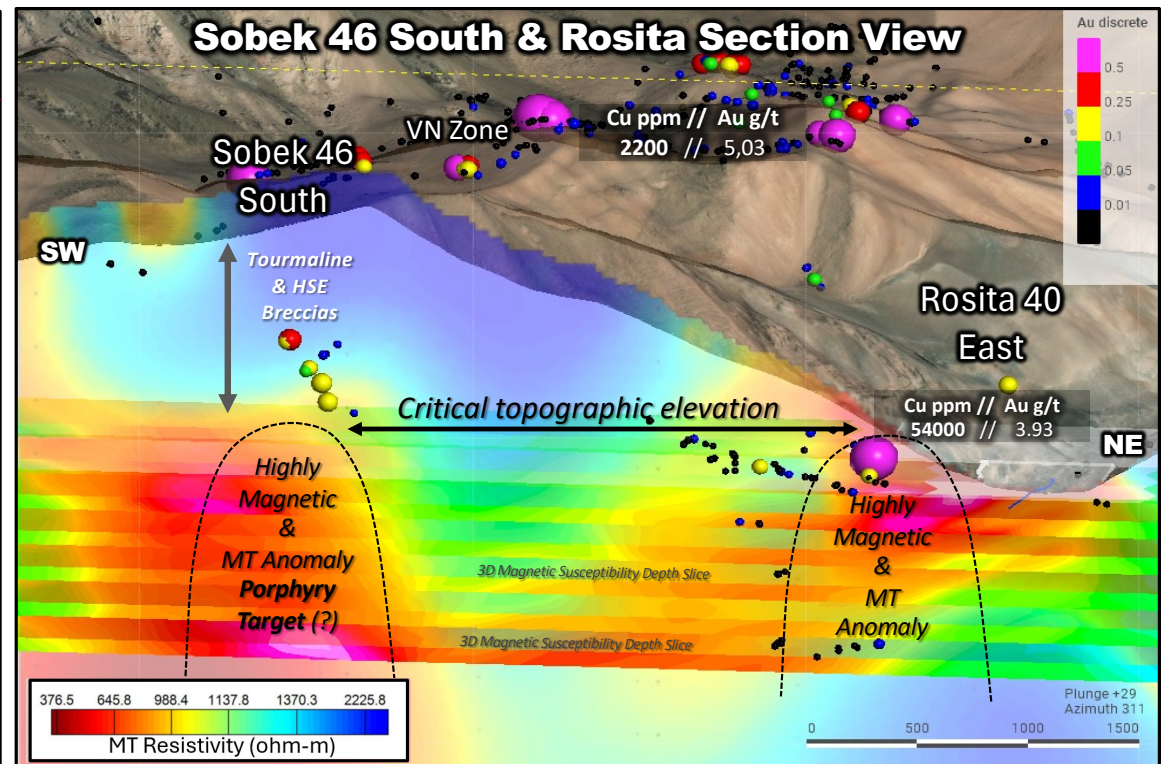 Sobek 46 South & Rosita Section View
Au discrete
0.5
0.25
0.1
0.05
0.01
Cu ppm // Au g/t
2200 // 5,03
VN Zone
Sobek 46
South
SW
Tourmaline
& HSE
Breccias
Rosita 40
East
Critical topographic elevation
Cu ppm // Au g/t
54000 // 3.93
NE
Highly
Magnetic
&
MT Anomaly
Porphyry
Target (?)
Highly
Magnetic
&
MT
Anomaly
3D Magnetic Susceptibility Depth Slice
3D Magnetic Susceptibility Depth Slice
376.5 645.8 988.4 1137.8 1370.3 2225.8
MT Resistivity (ohm-m)
Plunge +29
Azimuth 311
0 500 1000 1500